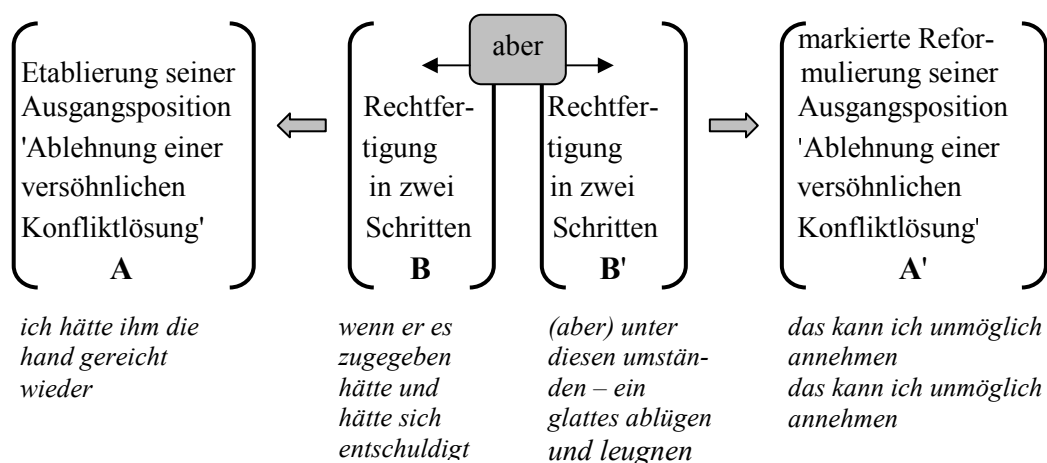 aber
Etablierung seiner
Ausgangsposition
'Ablehnung einer
versöhnlichen
Konfliktlösung'
A
Rechtfer-
tigung
in zwei
Schritten
B
Rechtfer-
tigung
in zwei
Schritten
B'
markierte Refor-
mulierung seiner
Ausgangsposition
'Ablehnung einer
versöhnlichen
Konfliktlösung'
A'
ich hätte ihm die
hand gereicht
wieder
wenn er es
zugegeben
hätte und
hätte sich
entschuldigt
(aber) unter
diesen umstän-
den – ein
glattes ablügen
und leugnen
das kann ich unmöglich
annehmen
das kann ich unmöglich
annehmen